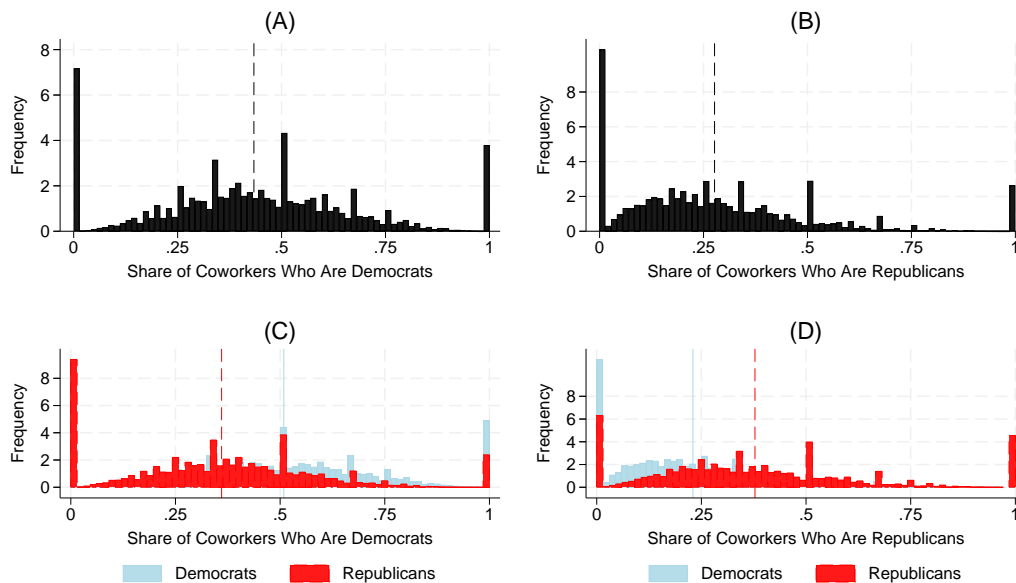 (A)
Frequency
8
6
4
2
0
0 .25 .5 .75 1
Share of Coworkers Who Are Democrats
(B)
Frequency
8
6
4
2
0
0 .25 .5 .75 1
Share of Coworkers Who Are Republicans
(C)
Frequency
8
6
4
2
0
0 .25 .5 .75 1
Share of Coworkers Who Are Democrats
Democrats Republicans
(D)
Frequency
8
6
4
2
0
0 .25 .5 .75 1
Share of Coworkers Who Are Republicans
Democrats Republicans